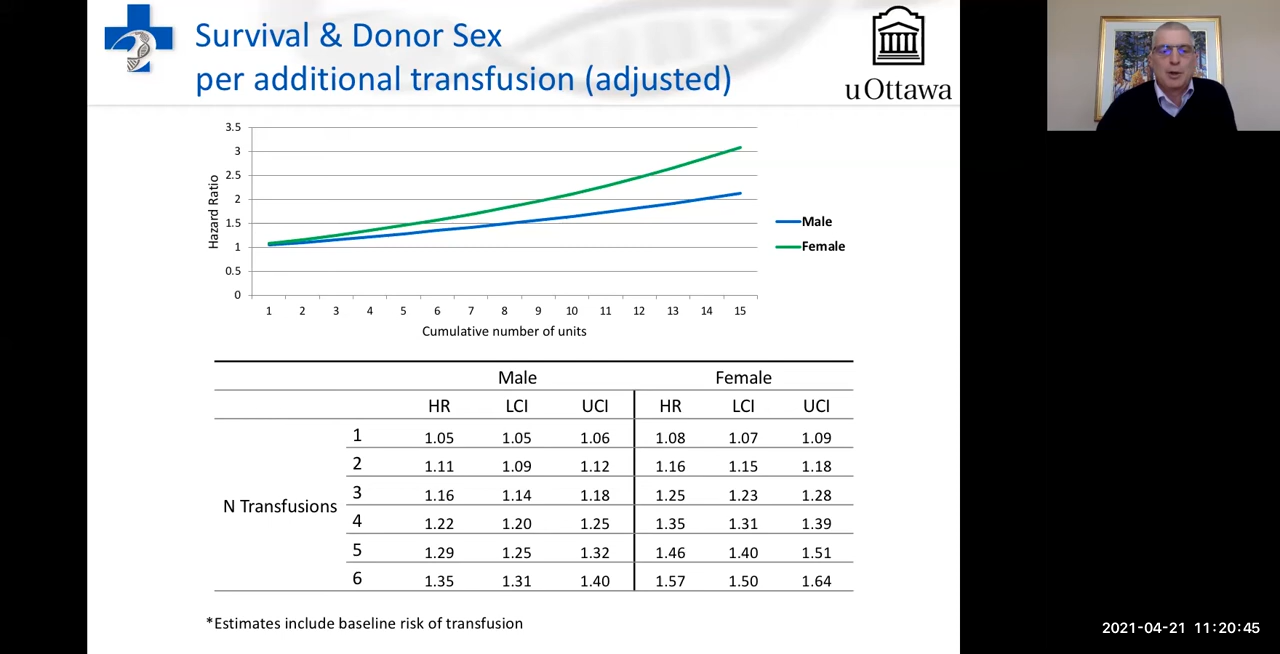 Survival & Donor Sex
per additional transfusion (adjusted)
uOttawa
3.5
3
2.5
2
1.5
1
0.5
0
Hazard Ratio
1 2 3 4 5 6 7 8 9 10 11 12 13 14 15
Cumulative number of units
Male
Female
Male Female
HR LCI UCI HR LCI UCI
N Transfusions
1 1.05 1.05 1.06 1.08 1.07 1.09
2 1.11 1.09 1.12 1.16 1.15 1.18
3 1.16 1.14 1.18 1.25 1.23 1.28
4 1.22 1.20 1.25 1.35 1.31 1.39
5 1.29 1.25 1.32 1.46 1.40 1.51
6 1.35 1.31 1.40 1.57 1.50 1.64
*Estimates include baseline risk of transfusion
2021-04-21 11:20:45